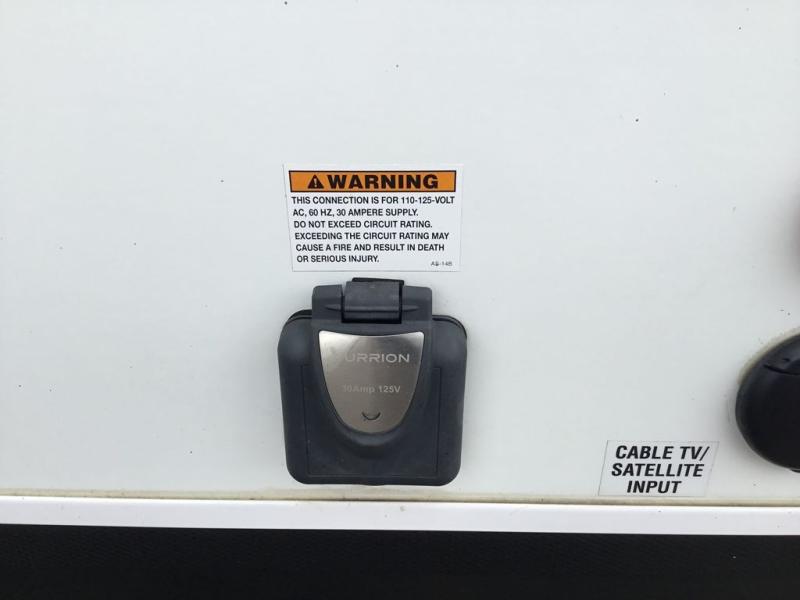 WARNING
THIS CONNECTION IS FOR 110-125-VOLT
AC, 60 HZ, 30 AMPERE SUPPLY.
DO NOT EXCEED CIRCUIT RATING.
EXCEEDING THE CIRCUIT RATING MAY
CAUSE A FIRE AND RESULT IN DEATH
OR SERIOUS INJURY.
AS-14B
FURRION
30Amp 125V
CABLE TV/
SATELLITE
INPUT